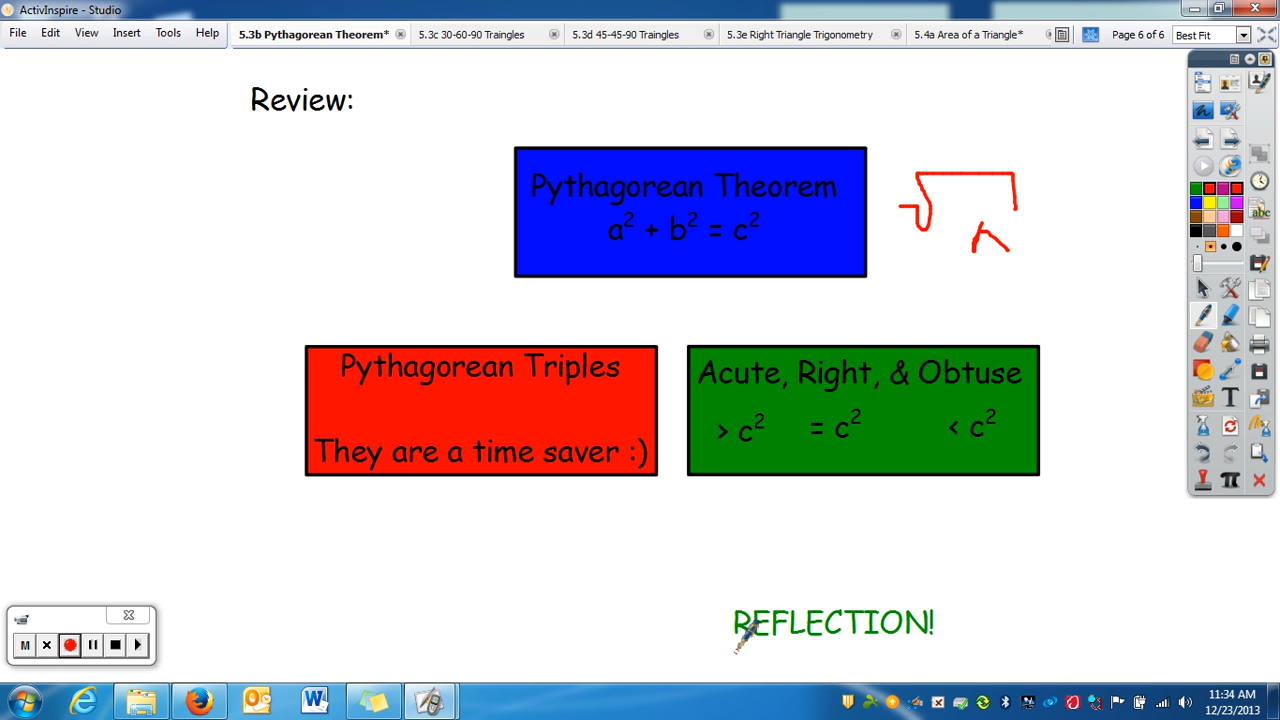 ActivInspire - Studio
File Edit View Insert Tools Help
5.3b Pythagorean Theorem* 5.3c 30-60-90 Traingles 5.3d 45-45-90 Traingles 5.3e Right Triangle Trigonometry 5.4a Area of a Triangle* Page 6 of 6 Best Fit
Review:
Pythagorean Theorem
a² + b² = c²
Pythagorean Triples
They are a time saver :)
Acute, Right, & Obtuse
> c² = c² < c²
REFLECTION!
M
abc
T
π
11:34 AM
12/23/2013